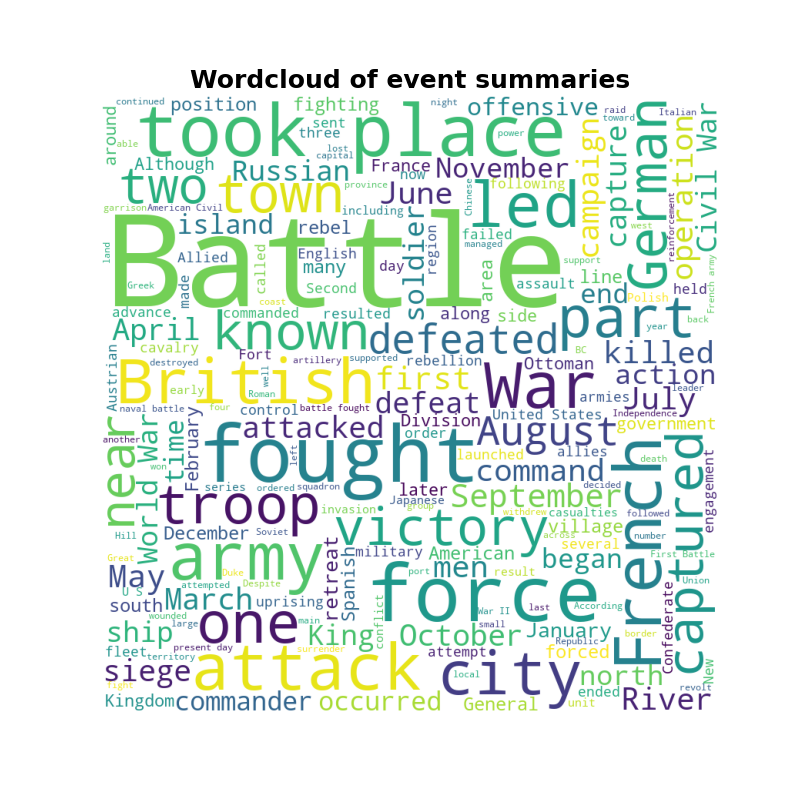 Wordcloud of event summaries
continued position fighting night offensive raid Italian
around able took place sent three power toward
lost capital
Although Russian France now November
two town province June following led
garrison American Civil including Chinese
island rebel soldier failed region campaign capture German operation Civil War reinforcement
Battle
land Allied called English many day area assault support west French army
Greek made Second line end Polish held
advance coast commanded resulted along side part year back
April known defeated
cavalry Fort artillery supported rebellion BC Ottoman killed
Austrian destroyed British well first War action leader
early Roman armies July
naval battle four control battle fought defeat Division United States Independence
near another World War time February attacked order August government
won fought left launched allies death
series ordered squadron later command decided French captured engagement
troop Japanese group September withdrew casualties
December invasion victory village followed number
Hill Soviet across several
Great army retreat Spanish military American result began First Battle
May attempted Duke Despite port men According Union
U S uprising force
south wounded March conflict War II last Confederate
large one main small
ship King October January Republic border New
fleet territory present day surrender attempt forced
siege attack local city north revolt
fight ended
Kingdom commander occurred General unit River